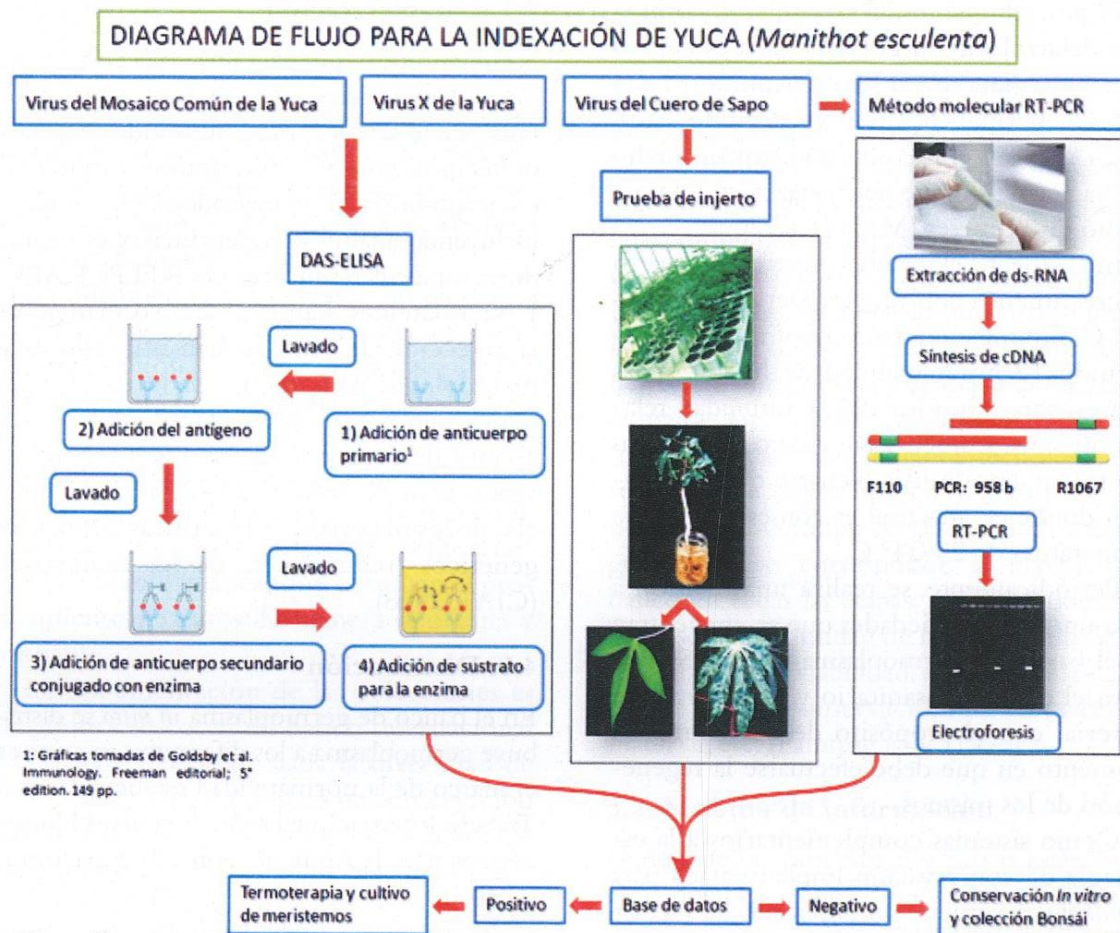 DIAGRAMA DE FLUJO PARA LA INDEXACIÓN DE YUCA (Manithot esculenta)
Virus del Mosaico Común de la Yuca
Virus X de la Yuca
Virus del Cuero de Sapo
Método molecular RT-PCR
DAS-ELISA
Lavado
2) Adición del antígeno
1) Adición de anticuerpo
primario¹
Lavado
Lavado
3) Adición de anticuerpo secundario
conjugado con enzima
4) Adición de sustrato
para la enzima
1: Gráficas tomadas de Goldsby et al.
Immunology. Freeman editorial; 5ª
edition. 149 pp.
Prueba de injerto
Extracción de ds-RNA
Síntesis de cDNA
F110 PCR: 958 b R1067
RT-PCR
Electroforesis
Termoterapia y cultivo
de meristemos
Positivo
Base de datos
Negativo
Conservación In vitro
y colección Bonsái